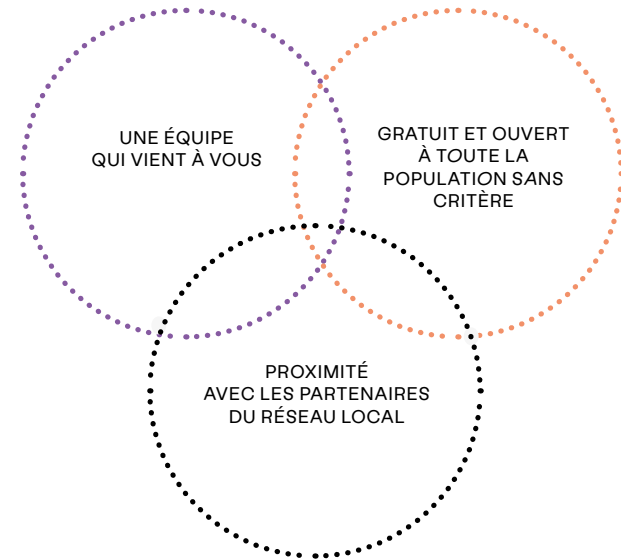 UNE ÉQUIPE
QUI VIENT À VOUS
GRATUIT ET OUVERT
À TOUTE LA
POPULATION SANS
CRITÈRE
PROXIMITÉ
AVEC LES PARTENAIRES
DU RÉSEAU LOCAL